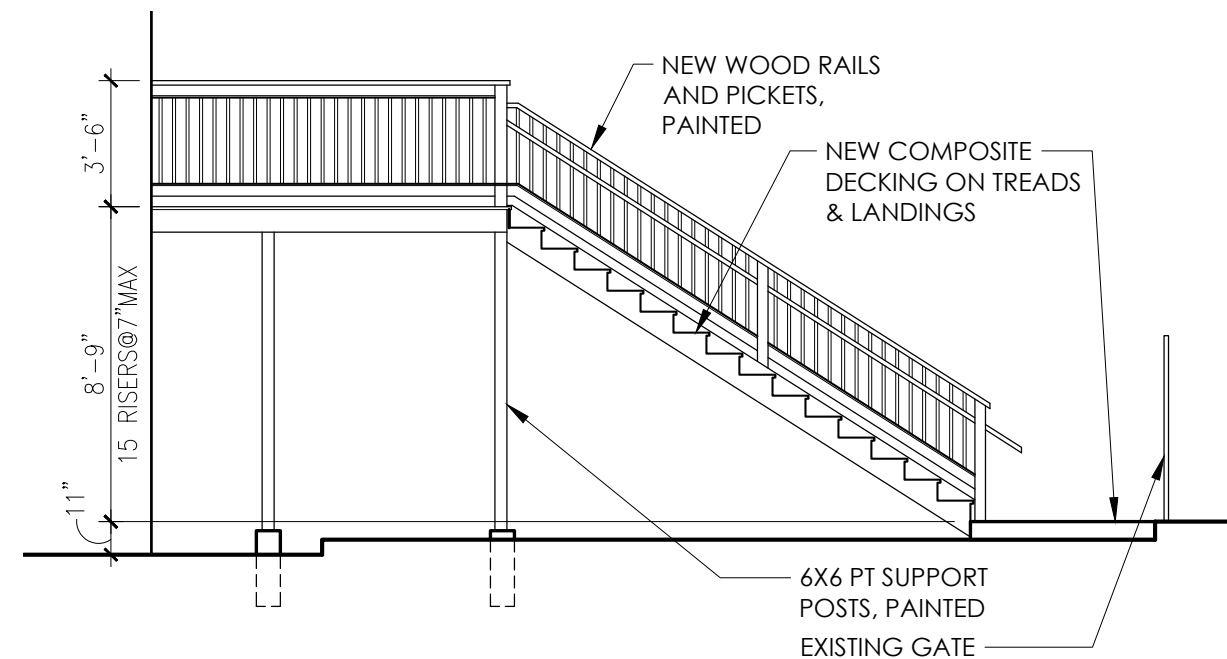 NEW WOOD RAILS
AND PICKETS,
PAINTED
NEW COMPOSITE
DECKING ON TREADS
& LANDINGS
3'-6"
8'-9"
15 RISERS@7"MAX
11"
6X6 PT SUPPORT
POSTS, PAINTED
EXISTING GATE